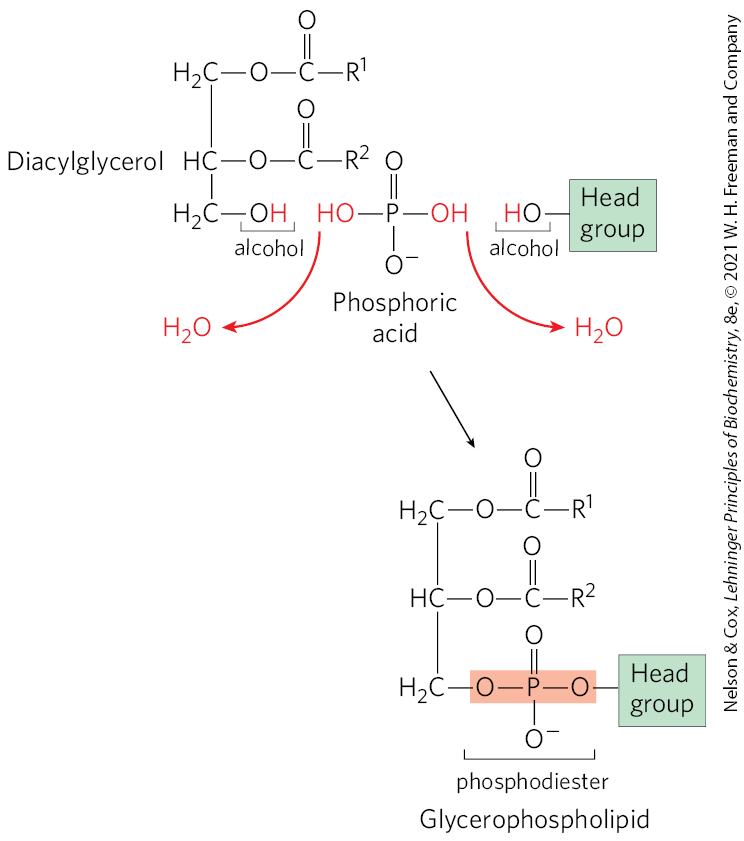 O
H₂C—O—C—R¹
O
Diacylglycerol HC—O—C—R² O
H₂C—OH HO—P—OH HO— Head group
alcohol O⁻ alcohol
Phosphoric
acid
H₂O H₂O
O
H₂C—O—C—R¹
O
HC—O—C—R²
O
H₂C—O—P—O— Head group
O⁻
phosphodiester
Glycerophospholipid
Nelson & Cox, Lehninger Principles of Biochemistry, 8e, © 2021 W. H. Freeman and Company